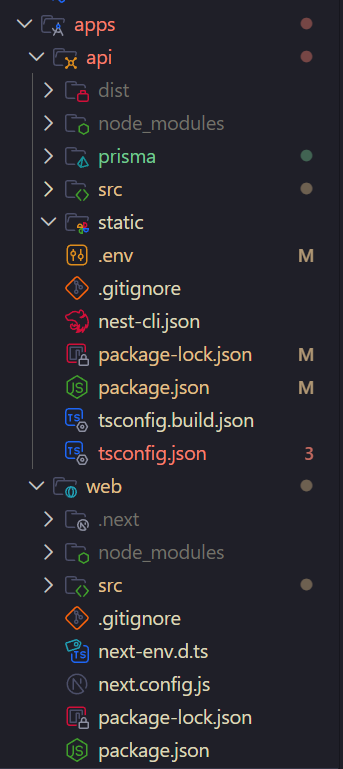 apps
api
dist
node_modules
prisma
src
static
.env M
.gitignore
nest-cli.json
package-lock.json M
package.json M
tsconfig.build.json
tsconfig.json 3
web
.next
node_modules
src
.gitignore
next-env.d.ts
next.config.js
package-lock.json
package.json